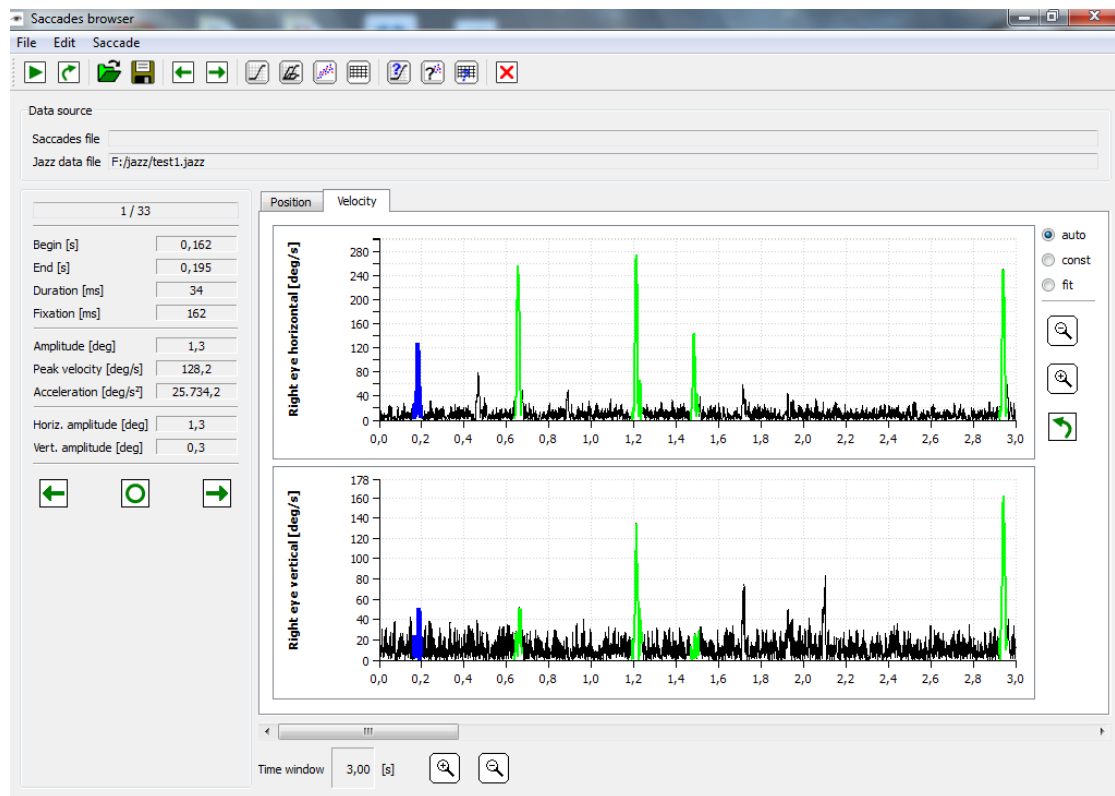 Saccades browser
File Edit Saccade
Data source
Saccades file
Jazz data file F:/jazz/test1.jazz
1 / 33
Begin [s] 0,162
End [s] 0,195
Duration [ms] 34
Fixation [ms] 162
Amplitude [deg] 1,3
Peak velocity [deg/s] 128,2
Acceleration [deg/s²] 25.734,2
Horiz. amplitude [deg] 1,3
Vert. amplitude [deg] 0,3
Position Velocity
Right eye horizontal [deg/s]
280
240
200
160
120
80
40
0
0,0 0,2 0,4 0,6 0,8 1,0 1,2 1,4 1,6 1,8 2,0 2,2 2,4 2,6 2,8 3,0
Right eye vertical [deg/s]
178
160
140
120
100
80
60
40
20
0
0,0 0,2 0,4 0,6 0,8 1,0 1,2 1,4 1,6 1,8 2,0 2,2 2,4 2,6 2,8 3,0
auto
const
fit
Time window 3,00 [s]